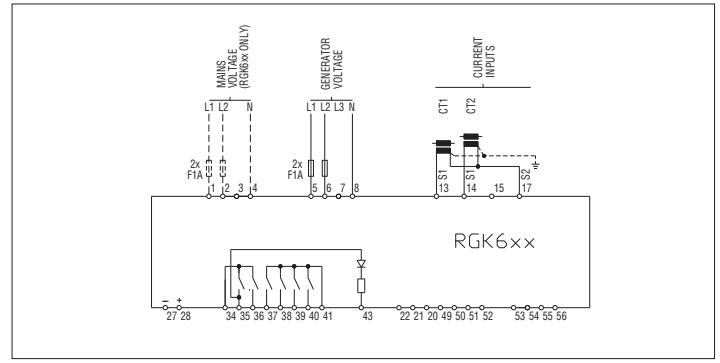 MAINS
VOLTAGE
(RGK6xx ONLY)
GENERATOR
VOLTAGE
CURRENT
INPUTS
L1 L2 N
L1 L2 L3 N
CT1
CT2
2x
F1A
2x
F1A
S1
S1
S2
1 2 3 4
5 6 7 8
13 14 15 17
RGK6xx
− +
27 28
34 35 36 37 38 39 40 41
43
22 21 20 49 50 51 52
53 54 55 56